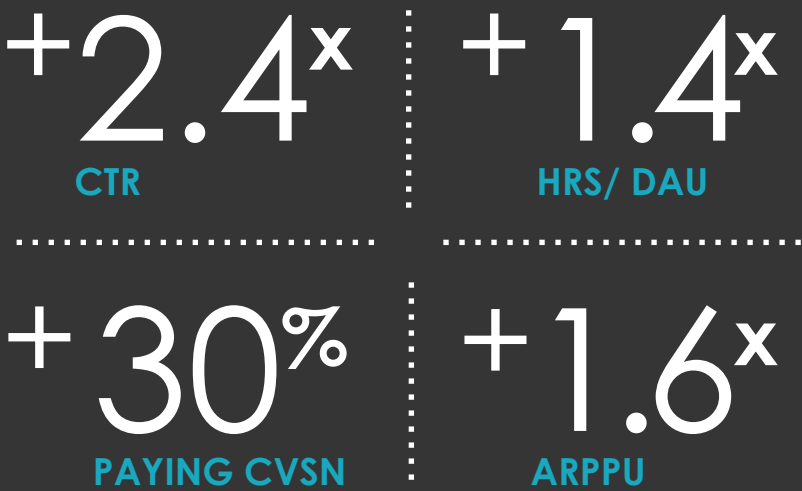 +2.4x
CTR
+1.4x
HRS/ DAU
+30%
PAYING CVSN
+1.6x
ARPPU